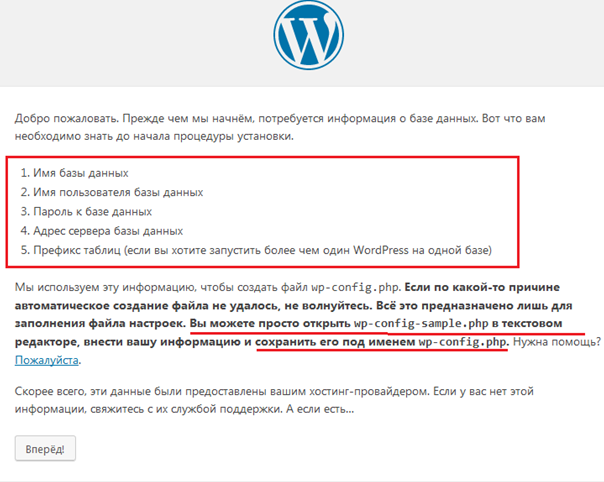 Добро пожаловать. Прежде чем мы начнём, потребуется информация о базе данных. Вот что вам
необходимо знать до начала процедуры установки.
1. Имя базы данных
2. Имя пользователя базы данных
3. Пароль к базе данных
4. Адрес сервера базы данных
5. Префикс таблиц (если вы хотите запустить более чем один WordPress на одной базе)
Мы используем эту информацию, чтобы создать файл wp-config.php. Если по какой-то причине
автоматическое создание файла не удалось, не волнуйтесь. Всё это предназначено лишь для
заполнения файла настроек. Вы можете просто открыть wp-config-sample.php в текстовом
редакторе, внести вашу информацию и сохранить его под именем wp-config.php. Нужна помощь?
Пожалуйста.
Скорее всего, эти данные были предоставлены вашим хостинг-провайдером. Если у вас нет этой
информации, свяжитесь с их службой поддержки. А если есть…
Вперёд!